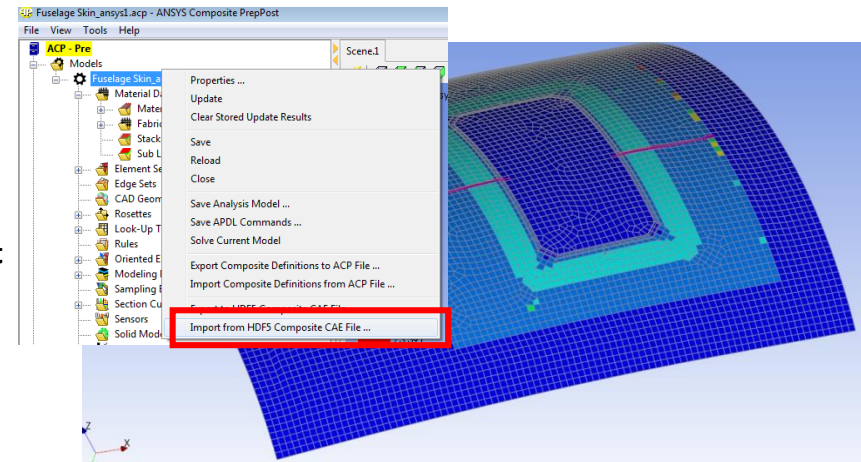 Fuselage Skin_ansys1.acp - ANSYS Composite PrepPost
File View Tools Help
ACP - Pre
Models
Fuselage Skin_a
Material Da
Mater
Fabric
Stack
Sub L
Element Se
Edge Sets
CAD Geom
Rosettes
Look-Up T
Rules
Oriented E
Modeling
Sampling E
Section Cu
Sensors
Solid Mode
Scene.1
Properties ...
Update
Clear Stored Update Results
Save
Reload
Close
Save Analysis Model ...
Save APDL Commands ...
Solve Current Model
Export Composite Definitions to ACP File ...
Import Composite Definitions from ACP File ...
Import from HDF5 Composite CAE File ...
t
Z
X